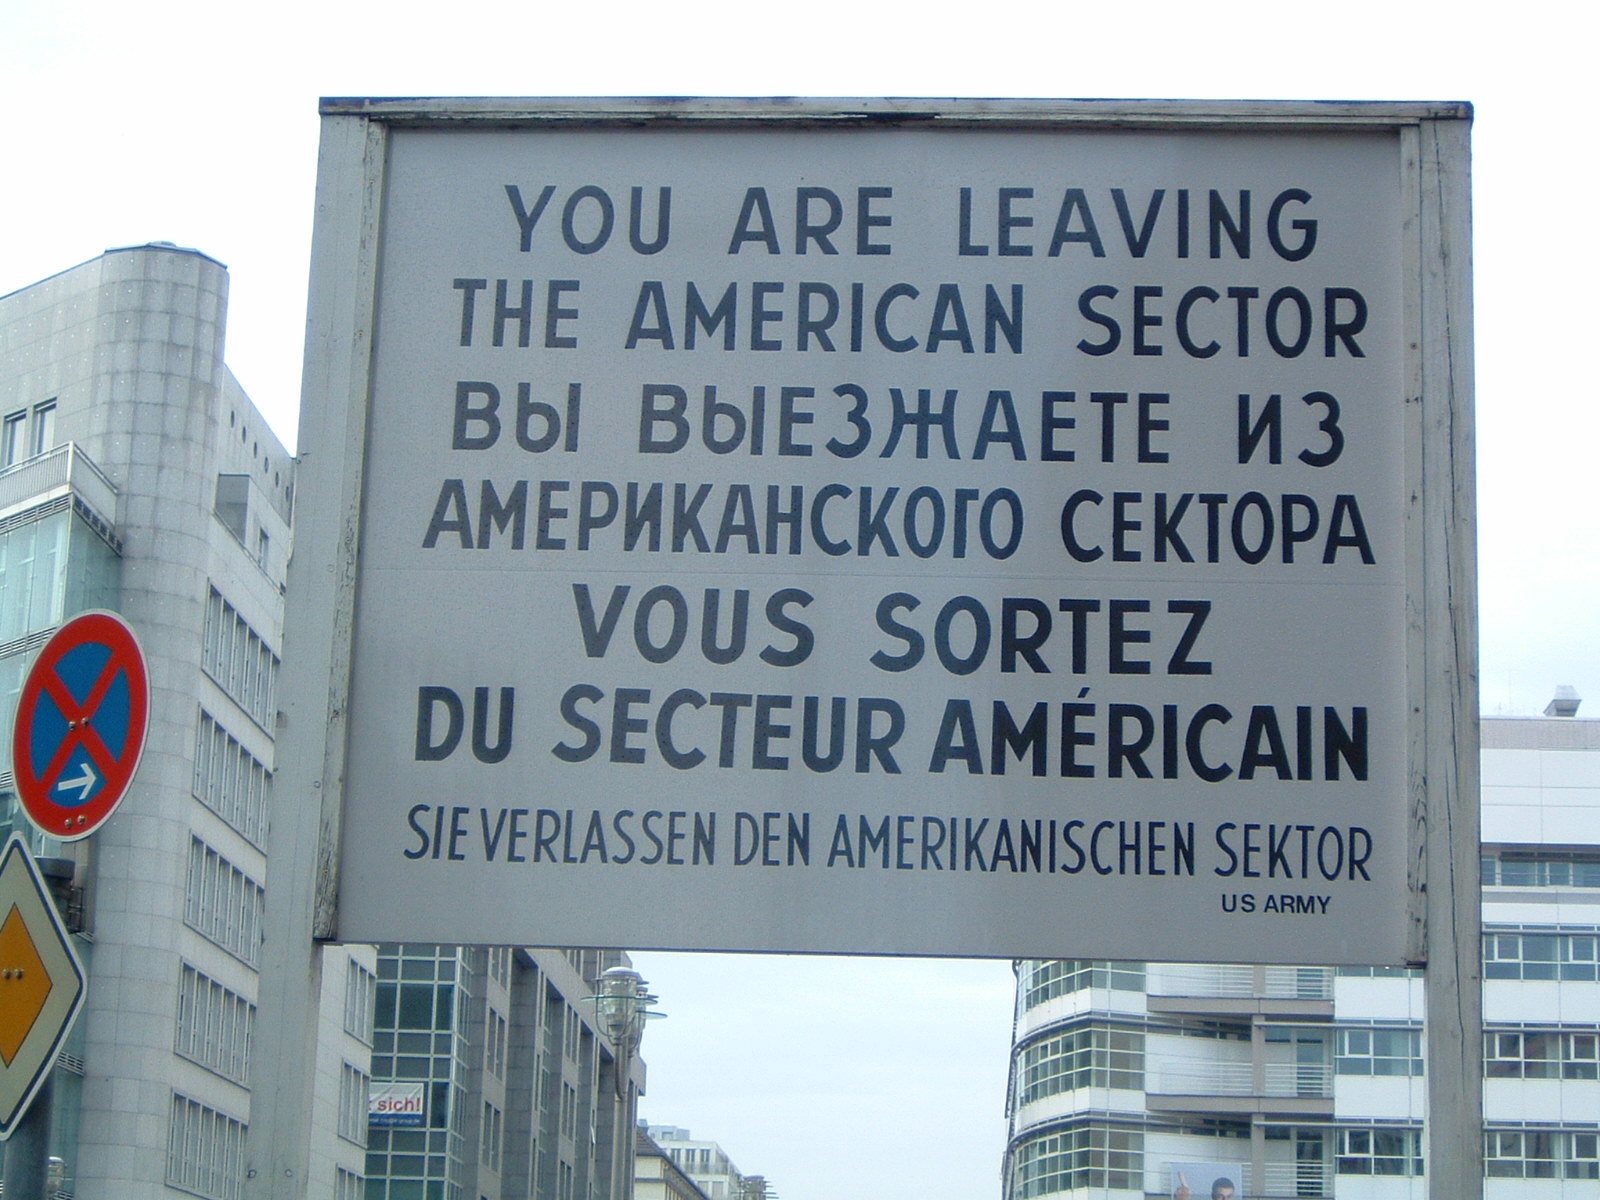 YOU ARE LEAVING
THE AMERICAN SECTOR
ВЫ ВЫЕЗЖАЕТЕ ИЗ
АМЕРИКАНСКОГО СЕКТОРА
VOUS SORTEZ
DU SECTEUR AMÉRICAIN
SIE VERLASSEN DEN AMERIKANISCHEN SEKTOR
US ARMY
sich!